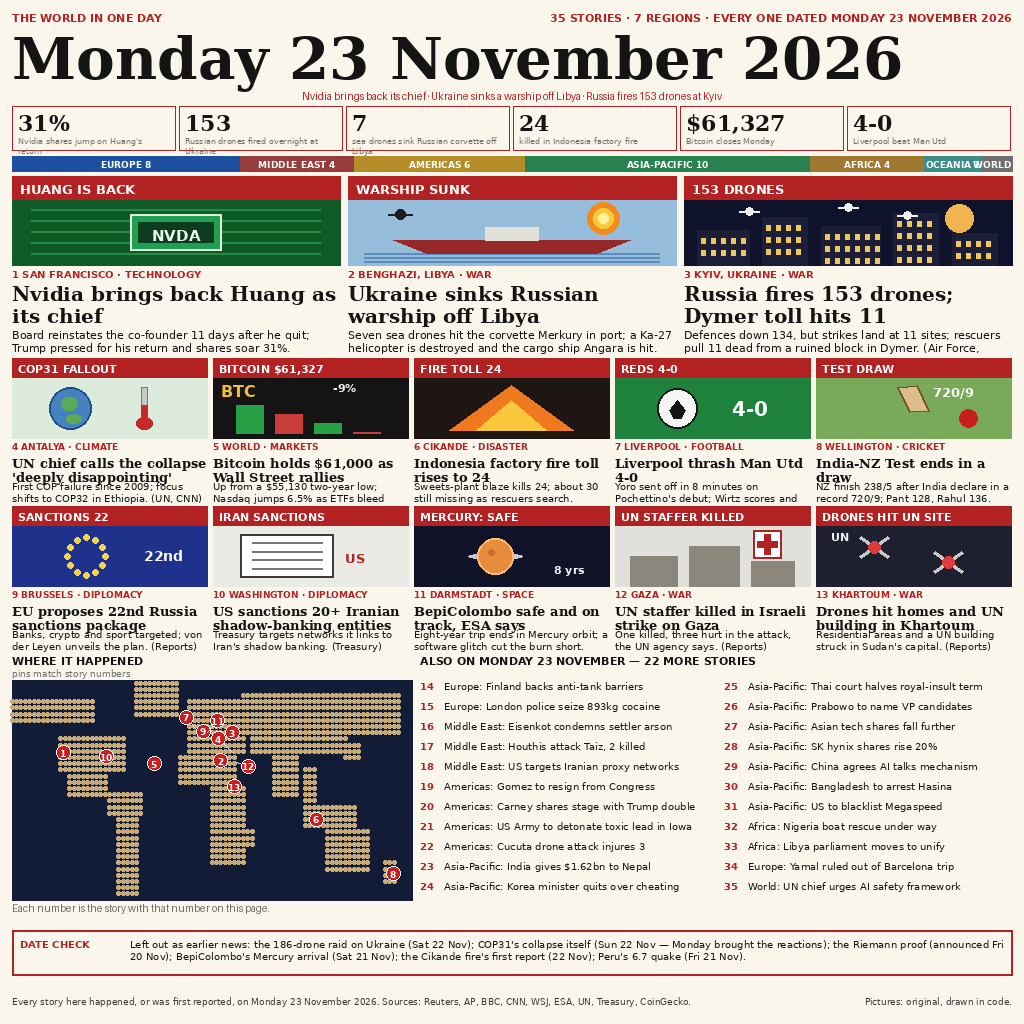 THE WORLD IN ONE DAY
35 STORIES · 7 REGIONS · EVERY ONE DATED MONDAY 23 NOVEMBER 2026
Monday 23 November 2026
Nvidia brings back its chief · Ukraine sinks a warship off Libya · Russia fires 153 drones at Kyiv
31%
Nvidia shares jump on Huang's
return
153
Russian drones fired overnight at
Ukraine
7
sea drones sink Russian corvette off
Libya
24
killed in Indonesia factory fire
$61,327
Bitcoin closes Monday
4-0
Liverpool beat Man Utd
EUROPE 8
MIDDLE EAST 4
AMERICAS 6
ASIA-PACIFIC 10
AFRICA 4
OCEANIA
WORLD
HUANG IS BACK
NVDA
1 SAN FRANCISCO · TECHNOLOGY
Nvidia brings back Huang as
its chief
Board reinstates the co-founder 11 days after he quit;
Trump pressed for his return and shares soar 31%.
WARSHIP SUNK
2 BENGHAZI, LIBYA · WAR
Ukraine sinks Russian
warship off Libya
Seven sea drones hit the corvette Merkury in port; a Ka-27
helicopter is destroyed and the cargo ship Angara is hit.
153 DRONES
3 KYIV, UKRAINE · WAR
Russia fires 153 drones;
Dymer toll hits 11
Defences down 134, but strikes land at 11 sites; rescuers
pull 11 dead from a ruined block in Dymer. (Air Force,
COP31 FALLOUT
4 ANTALYA · CLIMATE
UN chief calls the collapse
'deeply disappointing'
First COP failure since 2009; focus
shifts to COP32 in Ethiopia. (UN, CNN)
BITCOIN $61,327
BTC
-9%
5 WORLD · MARKETS
Bitcoin holds $61,000 as
Wall Street rallies
Up from a $55,130 two-year low;
Nasdaq jumps 6.5% as ETFs bleed
FIRE TOLL 24
6 CIKANDE · DISASTER
Indonesia factory fire toll
rises to 24
Sweets-plant blaze kills 24; about 30
still missing as rescuers search.
REDS 4-0
4-0
7 LIVERPOOL · FOOTBALL
Liverpool thrash Man Utd
4-0
Yoro sent off in 8 minutes on
Pochettino's debut; Wirtz scores and
TEST DRAW
720/9
8 WELLINGTON · CRICKET
India-NZ Test ends in a
draw
NZ finish 238/5 after India declare in a
record 720/9; Pant 128, Rahul 136.
SANCTIONS 22
22nd
9 BRUSSELS · DIPLOMACY
EU proposes 22nd Russia
sanctions package
Banks, crypto and sport targeted; von
der Leyen unveils the plan. (Reports)
IRAN SANCTIONS
US
10 WASHINGTON · DIPLOMACY
US sanctions 20+ Iranian
shadow-banking entities
Treasury targets networks it links to
Iran's shadow banking. (Treasury)
MERCURY: SAFE
8 yrs
11 DARMSTADT · SPACE
BepiColombo safe and on
track, ESA says
Eight-year trip ends in Mercury orbit; a
software glitch cut the burn short.
UN STAFFER KILLED
12 GAZA · WAR
UN staffer killed in Israeli
strike on Gaza
One killed, three hurt in the attack,
the UN agency says. (Reports)
DRONES HIT UN SITE
UN
13 KHARTOUM · WAR
Drones hit homes and UN
building in Khartoum
Residential areas and a UN building
struck in Sudan's capital. (Reports)
WHERE IT HAPPENED
pins match story numbers
7
11
9
3
4
1
10
5
2
12
13
6
8
Each number is the story with that number on this page.
ALSO ON MONDAY 23 NOVEMBER — 22 MORE STORIES
14 Europe: Finland backs anti-tank barriers
15 Europe: London police seize 893kg cocaine
16 Middle East: Eisenkot condemns settler arson
17 Middle East: Houthis attack Taiz, 2 killed
18 Middle East: US targets Iranian proxy networks
19 Americas: Gomez to resign from Congress
20 Americas: Carney shares stage with Trump double
21 Americas: US Army to detonate toxic lead in Iowa
22 Americas: Cucuta drone attack injures 3
23 Asia-Pacific: India gives $1.62bn to Nepal
24 Asia-Pacific: Korea minister quits over cheating
25 Asia-Pacific: Thai court halves royal-insult term
26 Asia-Pacific: Prabowo to name VP candidates
27 Asia-Pacific: Asian tech shares fall further
28 Asia-Pacific: SK hynix shares rise 20%
29 Asia-Pacific: China agrees AI talks mechanism
30 Asia-Pacific: Bangladesh to arrest Hasina
31 Asia-Pacific: US to blacklist Megaspeed
32 Africa: Nigeria boat rescue under way
33 Africa: Libya parliament moves to unify
34 Europe: Yamal ruled out of Barcelona trip
35 World: UN chief urges AI safety framework
DATE CHECK
Left out as earlier news: the 186-drone raid on Ukraine (Sat 22 Nov); COP31's collapse itself (Sun 22 Nov — Monday brought the reactions); the Riemann proof (announced Fri
20 Nov); BepiColombo's Mercury arrival (Sat 21 Nov); the Cikande fire's first report (22 Nov); Peru's 6.7 quake (Fri 21 Nov).
Every story here happened, or was first reported, on Monday 23 November 2026. Sources: Reuters, AP, BBC, CNN, WSJ, ESA, UN, Treasury, CoinGecko.
Pictures: original, drawn in code.